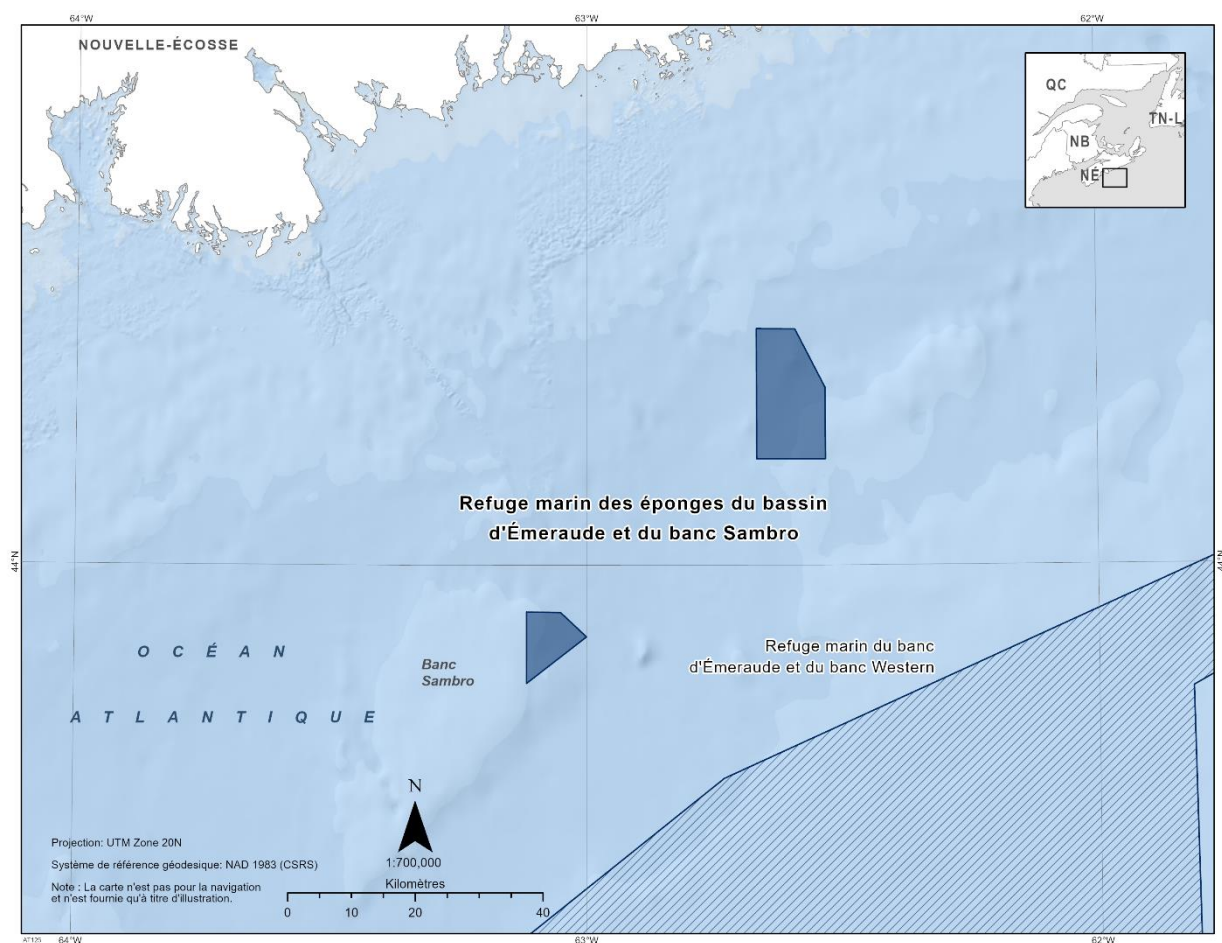 64°W 63°W 62°W
NOUVELLE-ÉCOSSE
QC
TN-L
NB
NÉ
Refuge marin des éponges du bassin
d'Émeraude et du banc Sambro
44°N 44°N
Refuge marin du banc
d'Émeraude et du banc Western
OCÉAN
ATLANTIQUE
Banc
Sambro
N
1:700,000
Kilomètres
0 10 20 40
Projection: UTM Zone 20N
Système de référence géodesique: NAD 1983 (CSRS)
Note : La carte n'est pas pour la navigation
et n'est fournie qu'à titre d'illustration.
AT125 64°W 63°W 62°W